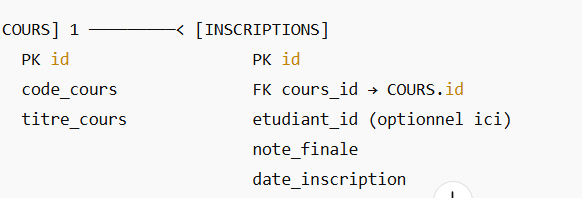 COURS] 1 ─────────< [INSCRIPTIONS]
PK id PK id
code_cours FK cours_id → COURS.id
titre_cours etudiant_id (optionnel ici)
note_finale
date_inscription